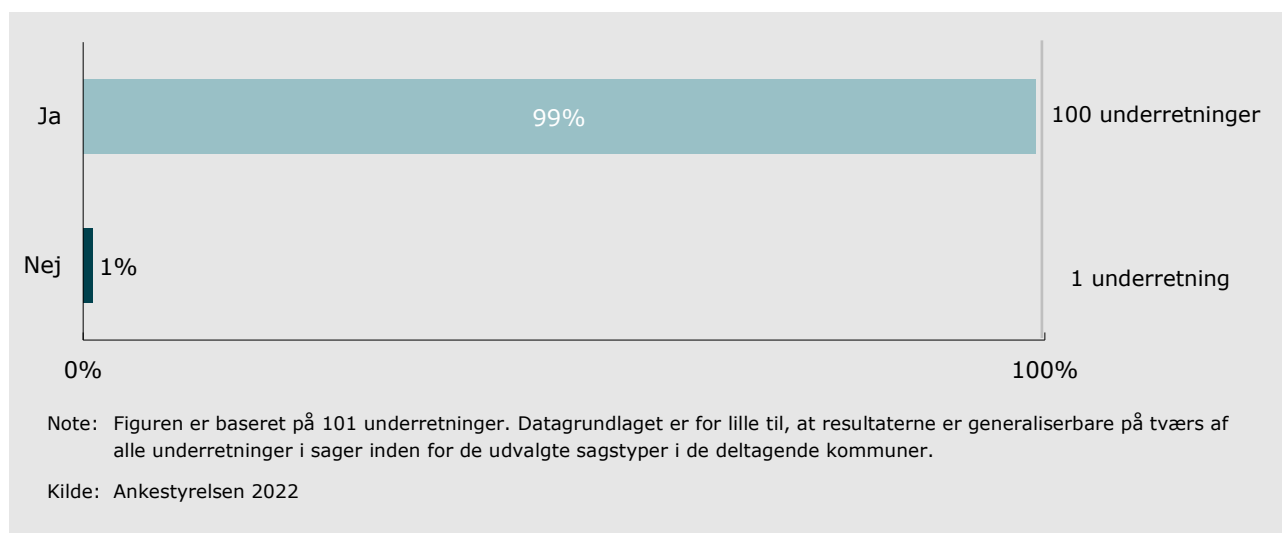 Ja
99%
100 underretninger
Nej
1%
1 underretning
0%
100%
Note: Figuren er baseret på 101 underretninger. Datagrundlaget er for lille til, at resultaterne er generaliserbare på tværs af
alle underretninger i sager inden for de udvalgte sagstyper i de deltagende kommuner.
Kilde: Ankestyrelsen 2022